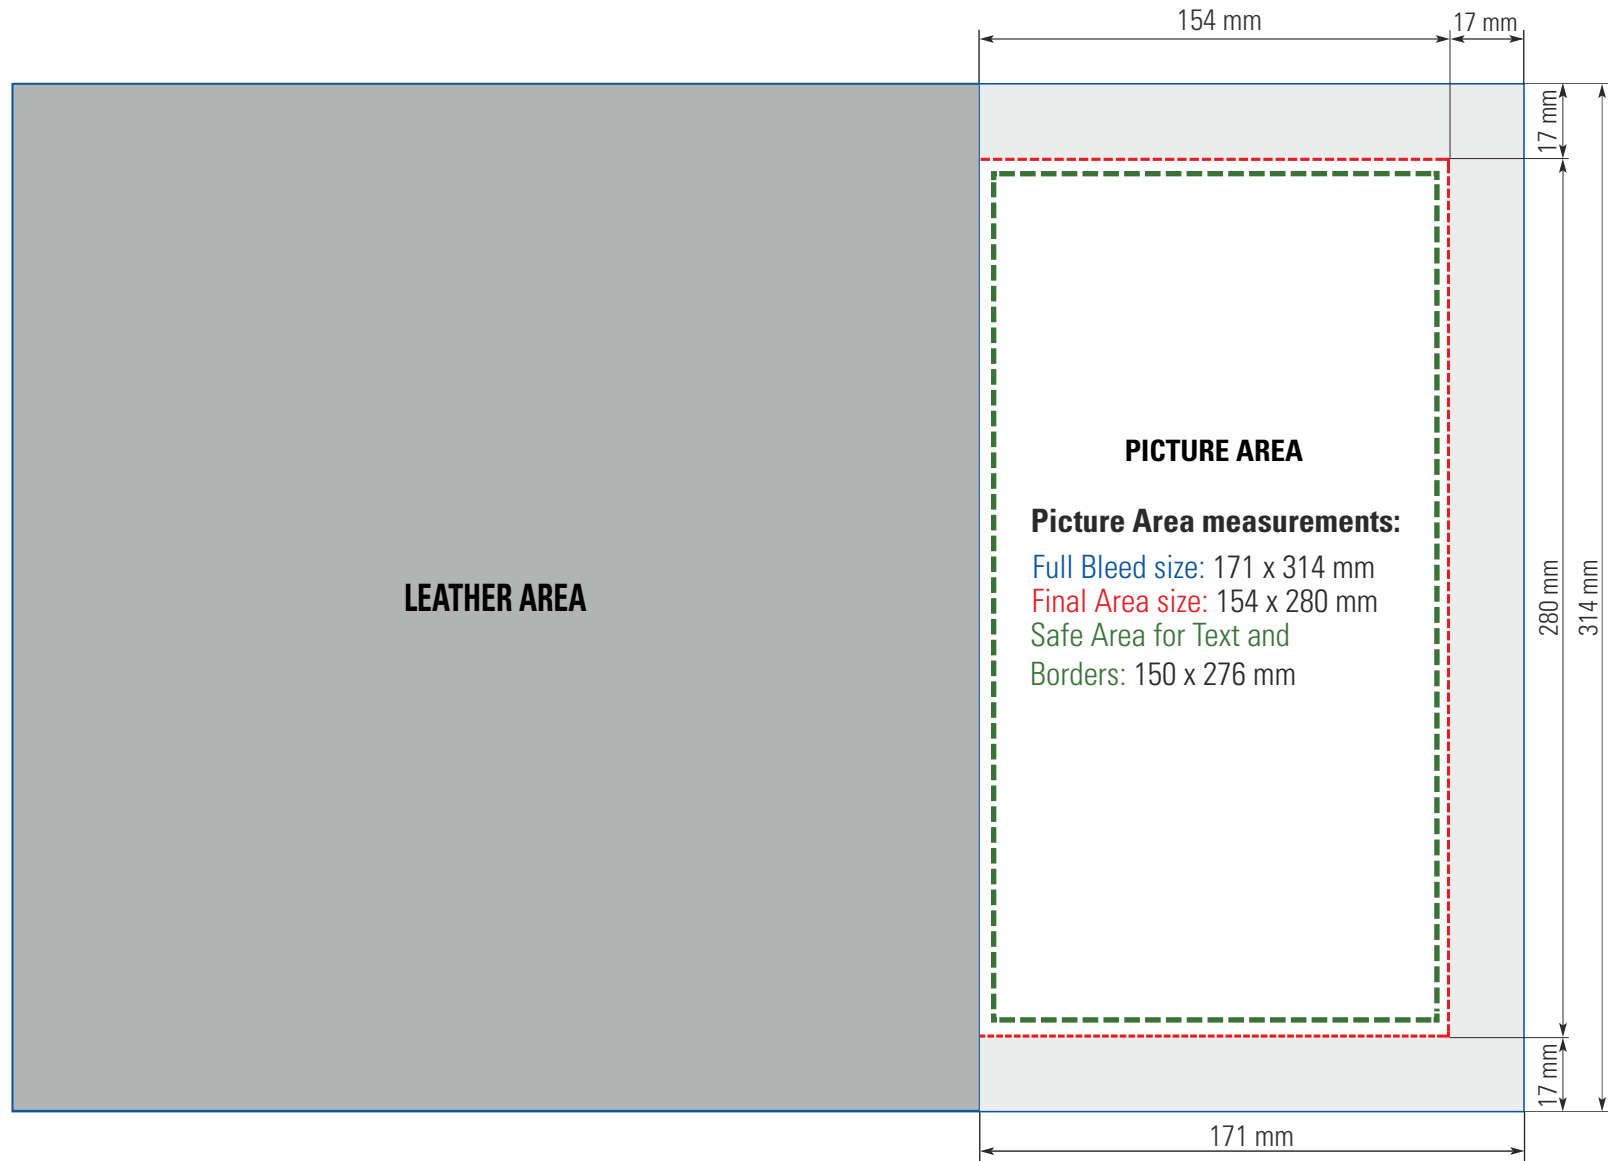 154 mm
17 mm
17 mm
PICTURE AREA
Picture Area measurements:
Full Bleed size: 171 x 314 mm
Final Area size: 154 x 280 mm
Safe Area for Text and
Borders: 150 x 276 mm
LEATHER AREA
280 mm
314 mm
17 mm
171 mm